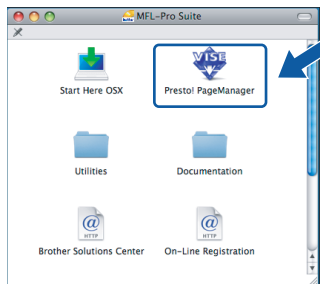 MFL-Pro Suite
VISE
Start Here OSX
Presto! PageManager
Utilities
Documentation
@
HTTP
@
HTTP
Brother Solutions Center
On-Line Registration